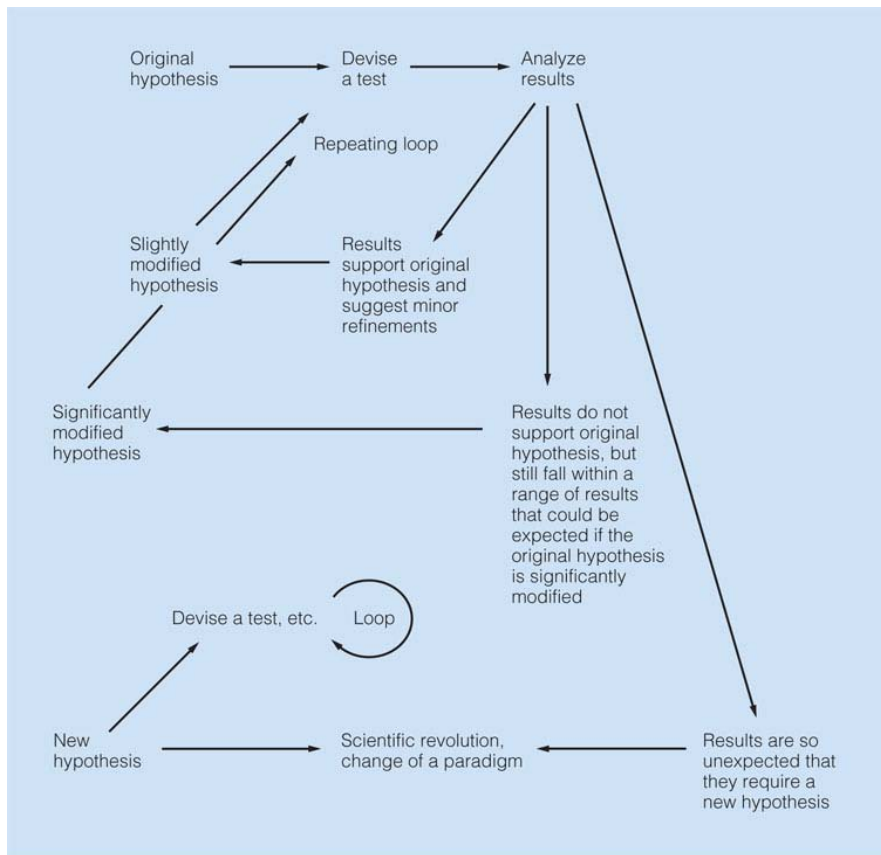 Original
hypothesis
Devise
a test
Analyze
results
Repeating loop
Slightly
modified
hypothesis
Results
support original
hypothesis and
suggest minor
refinements
Significantly
modified
hypothesis
Results do not
support original
hypothesis, but
still fall within a
range of results
that could be
expected if the
original hypothesis
is significantly
modified
Devise a test, etc.
Loop
New
hypothesis
Scientific revolution,
change of a paradigm
Results are so
unexpected that
they require a
new hypothesis